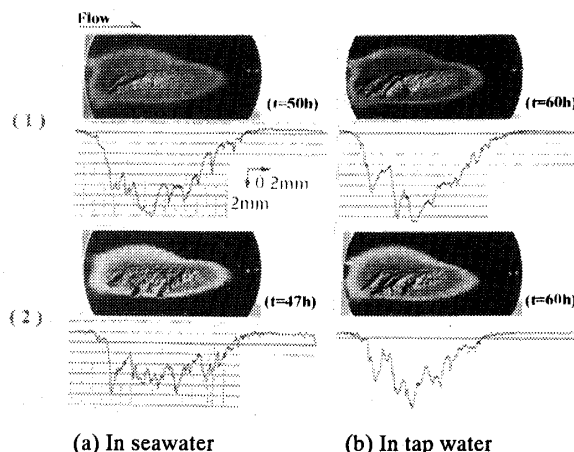 Flow
(t=50h)
(t=60h)
(1)
0 2mm
2mm
(t=47h)
(t=60h)
(2)
(a) In seawater
(b) In tap water